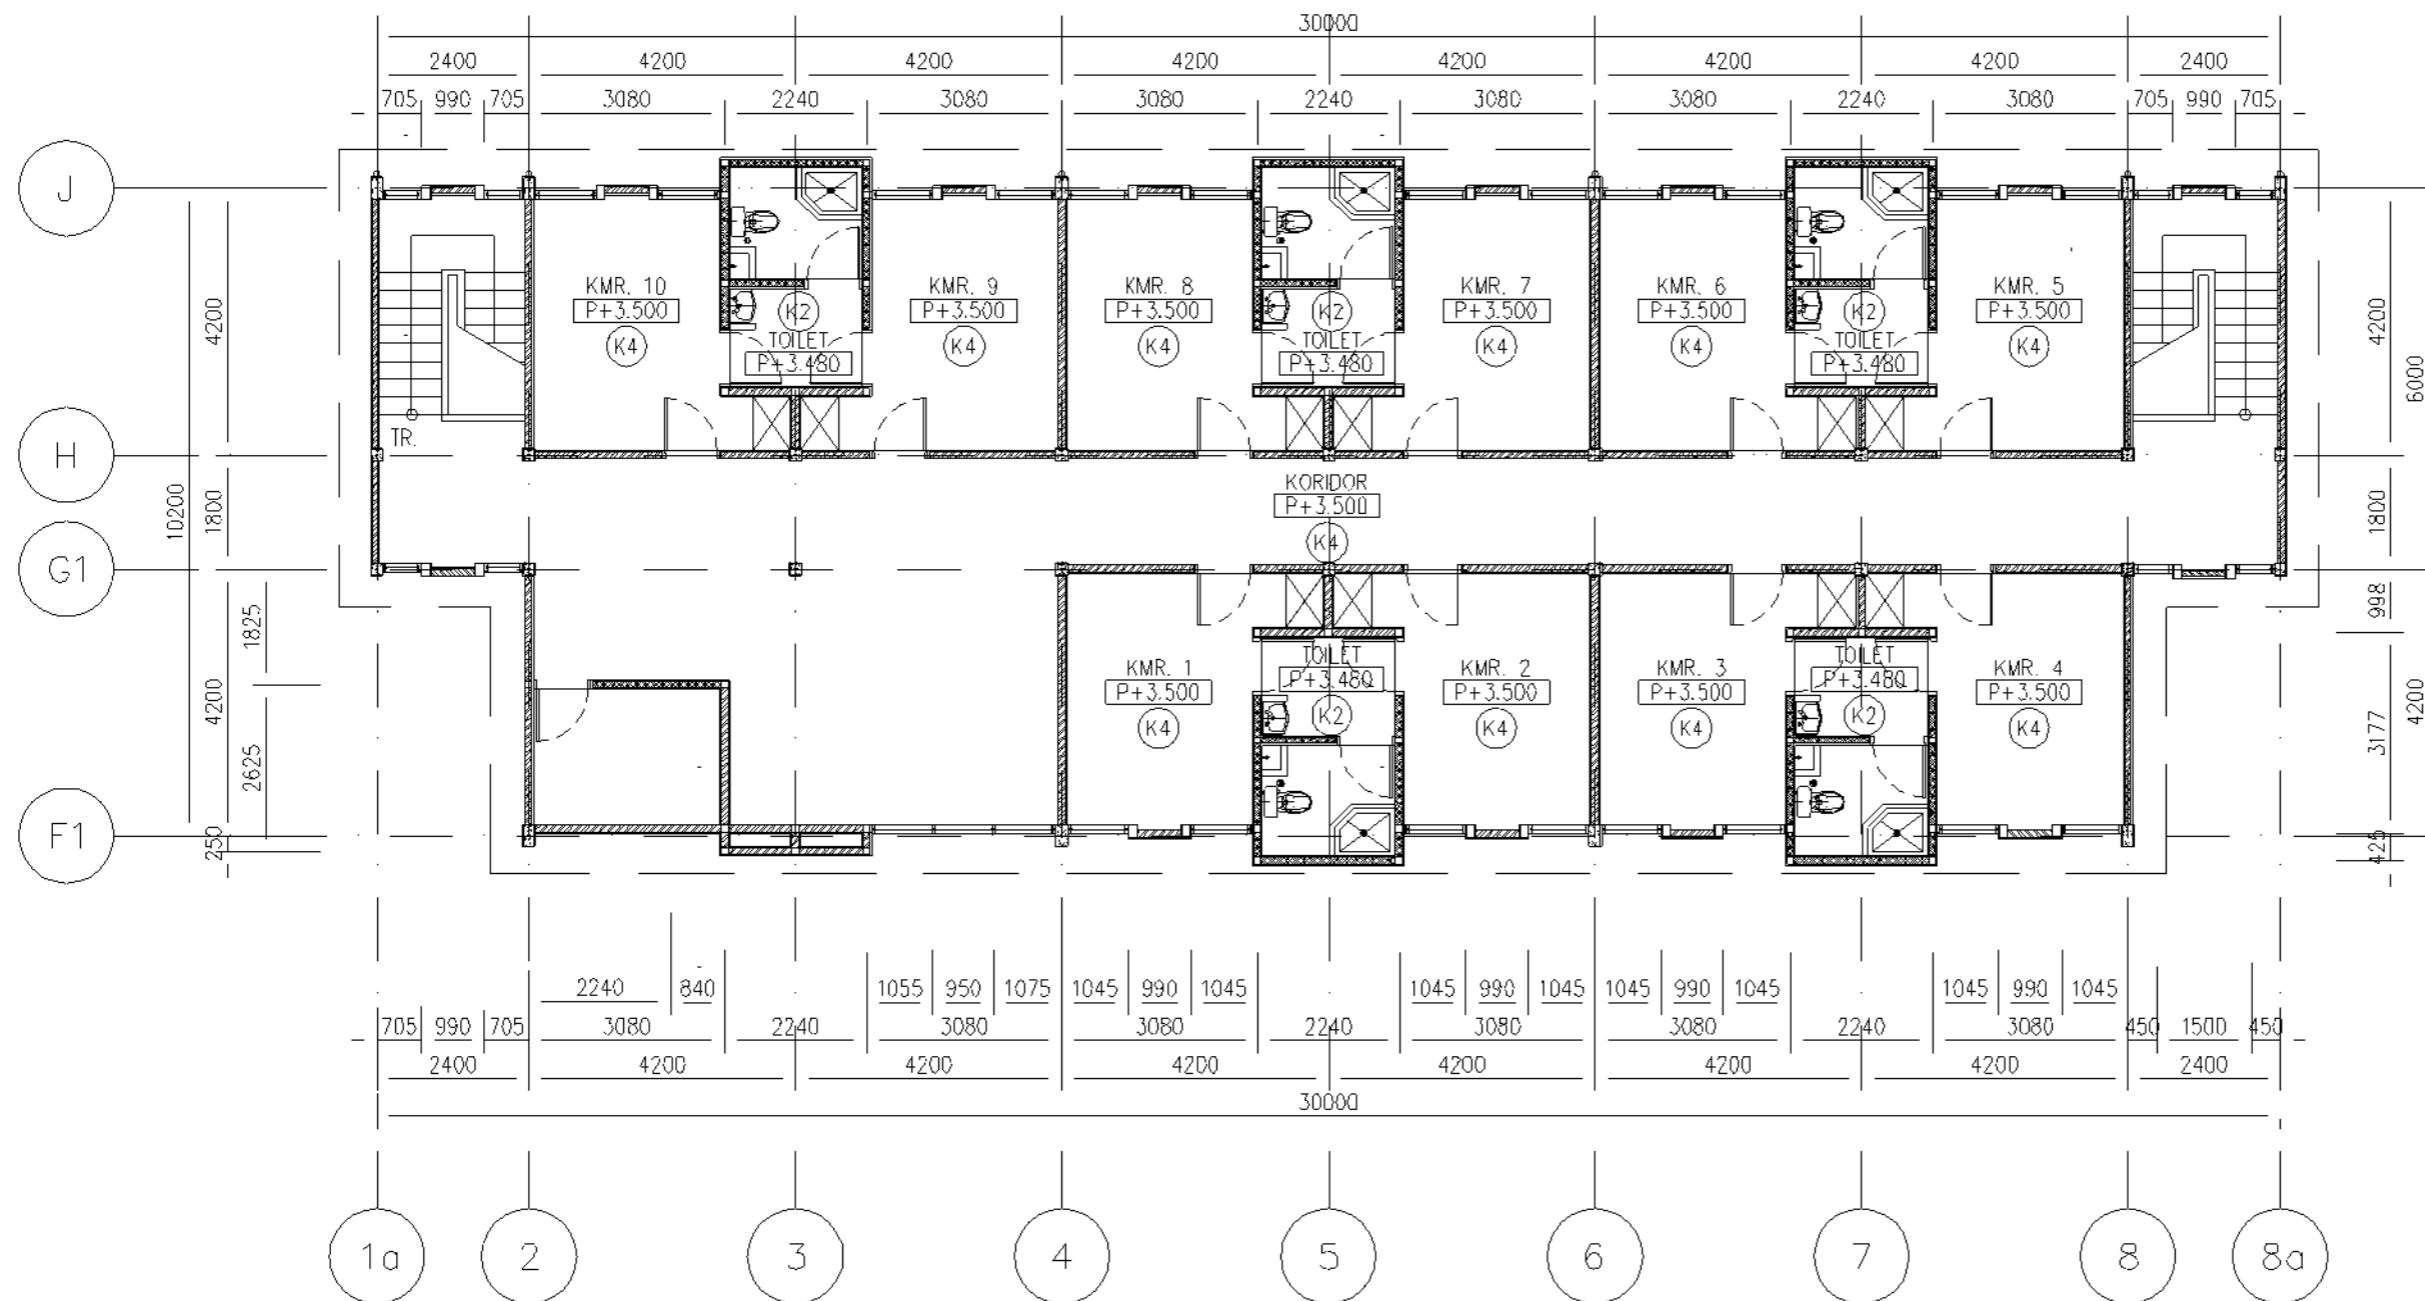 30000
2400 4200 4200 4200 4200 4200 4200 2400
705 990 705 3080 2240 3080 3080 2240 3080 3080 2240 3080 705 990 705
J
KMR. 10 KMR. 9 KMR. 8 KMR. 7 KMR. 6 KMR. 5
P+3.500 K2 P+3.500 P+3.500 K2 P+3.500 P+3.500 K2 P+3.500
K4 TOILET K4 K4 TOILET K4 K4 TOILET K4
P+3.480 P+3.480 P+3.480
4200 4200
6000
TR.
H
KORIDOR
P+3.500
K4
10200 1800 1800
G1
1825 998
KMR. 1 TOILET KMR. 2 KMR. 3 TOILET KMR. 4
P+3.500 P+3.480 P+3.500 P+3.500 P+3.480 P+3.500
K4 K2 K4 K4 K2 K4
4200 4200
2625 3177
F1
250 425
2240 840 1055 950 1075 1045 990 1045 1045 990 1045 1045 990 1045 1045 990 1045
705 990 705 3080 2240 3080 3080 2240 3080 3080 2240 3080 450 1500 450
2400 4200 4200 4200 4200 4200 4200 2400
30000
1a 2 3 4 5 6 7 8 8a